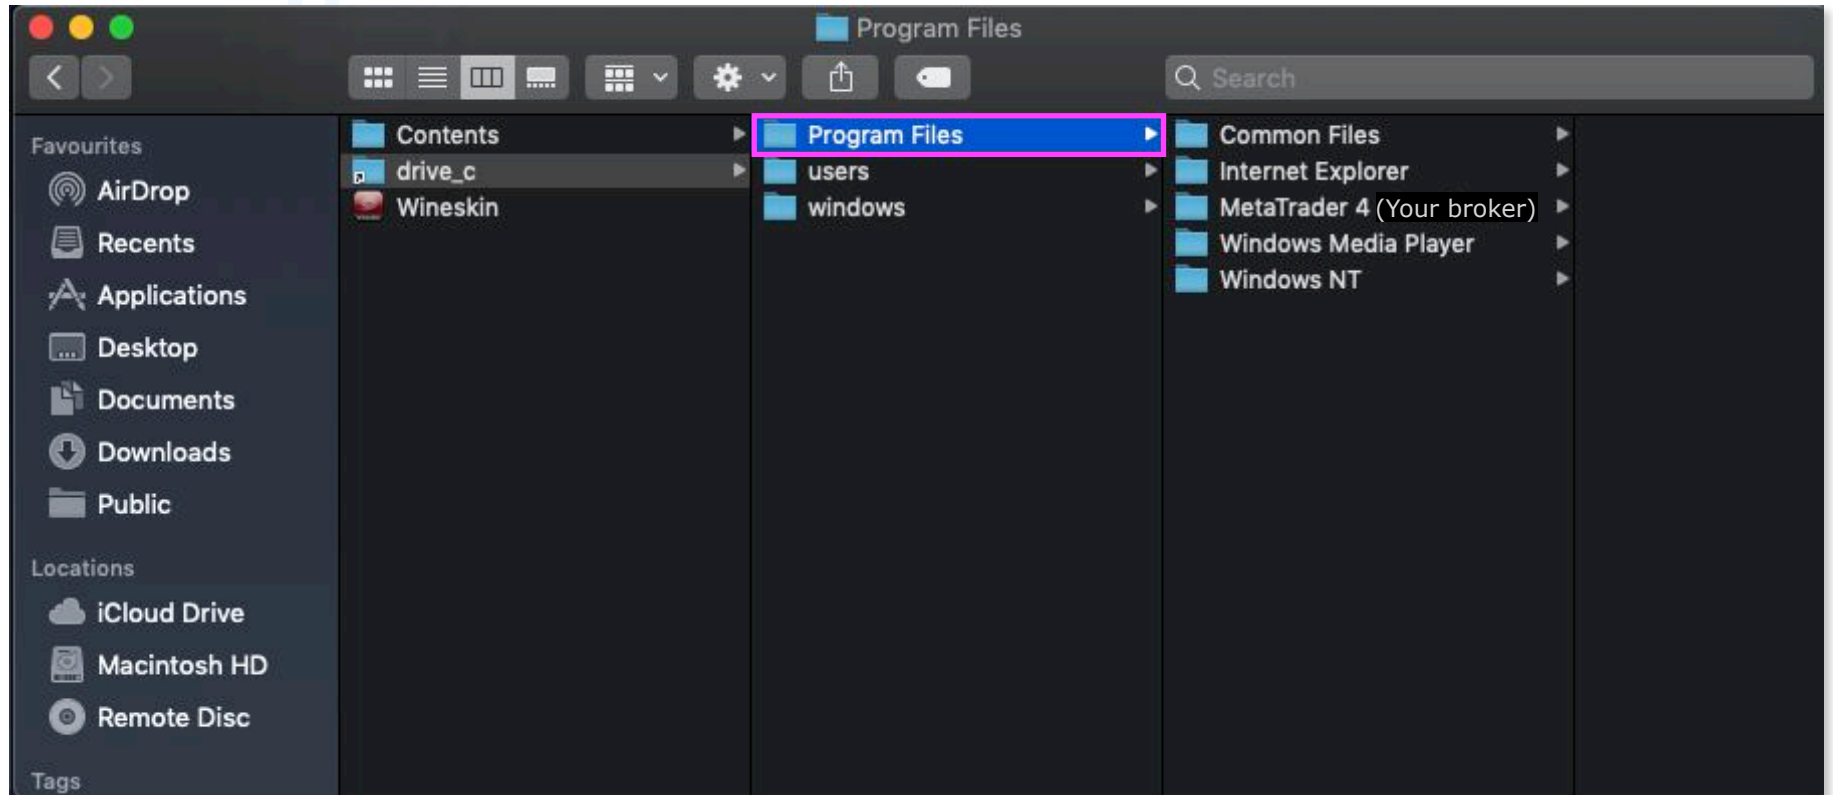 Program Files
Search
Favourites
AirDrop
Recents
Applications
Desktop
Documents
Downloads
Public
Locations
iCloud Drive
Macintosh HD
Remote Disc
Tags
Contents
drive_c
Wineskin
Program Files
users
windows
Common Files
Internet Explorer
MetaTrader 4 (Your broker)
Windows Media Player
Windows NT